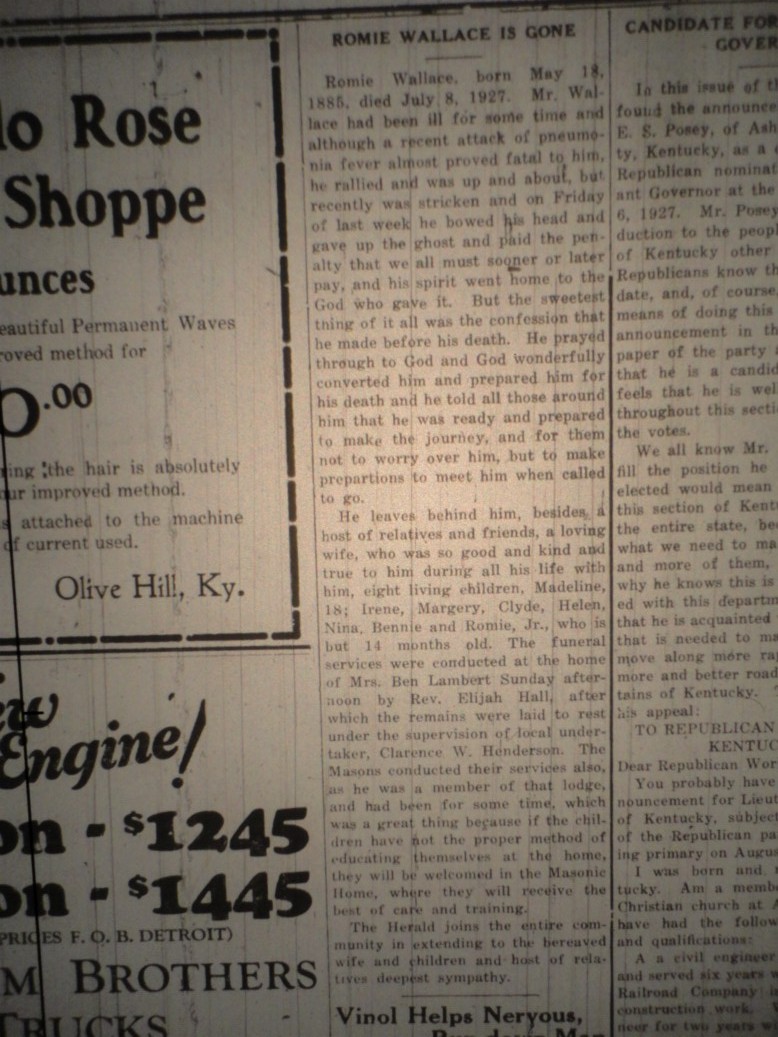 lo Rose
Shoppe
unces
eautiful Permanent Waves
roved method for
0.00
ring the hair is absolutely
ur improved method.
s attached to the machine
of current used.
Olive Hill, Ky.
ew
Engine!
on - $1245
on - $1445
PRICES F. O. B. DETROIT)
M BROTHERS
TRUCKS
ROMIE WALLACE IS GONE
Romie Wallace, born May 18,
1885, died July 8, 1927. Mr. Wal-
lace had been ill for some time and
although a recent attack of pneumo-
nia fever almost proved fatal to him,
he rallied and was up and about, but
recently was stricken and on Friday
of last week he bowed his head and
gave up the ghost and paid the pen-
alty that we all must sooner or later
pay, and his spirit went home to the
God who gave it. But the sweetest
thing of it all was the confession that
he made before his death. He prayed
through to God and God wonderfully
converted him and prepared him for
his death and he told all those around
him that he was ready and prepared
to make the journey, and for them
not to worry over him, but to make
prepartions to meet him when called
to go.
He leaves behind him, besides a
host of relatives and friends, a loving
wife, who was so good and kind and
true to him during all his life with
him, eight living children, Madeline,
18; Irene, Margery, Clyde, Helen,
Nina, Bennie and Romie, Jr., who is
but 14 months old. The funeral
services were conducted at the home
of Mrs. Ben Lambert Sunday after-
noon by Rev. Elijah Hall, after
which the remains were laid to rest
under the supervision of local under-
taker, Clarence W. Henderson. The
Masons conducted their services also,
as he was a member of that lodge,
and had been for some time, which
was a great thing because if the chil-
dren have not the proper method of
educating themselves at the home,
they will be welcomed in the Masonic
Home, where they will receive the
best of care and training.
The Herald joins the entire com-
munity in extending to the bereaved
wife and children and host of rela-
tives deepest sympathy.
Vinol Helps Nervous,
CANDIDATE FOR
GOVER
In this issue of th
found the announce
E. S. Posey, of Ash
ty, Kentucky, as a c
Republican nominat
ant Governor at the
6, 1927. Mr. Posey
duction to the peopl
of Kentucky other
Republicans know th
date, and, of course,
means of doing this
announcement in th
paper of the party a
that he is a candid
feels that he is wel
throughout this secti
the votes.
We all know Mr.
fill the position he
elected would mean
this section of Kent
the entire state, bec
what we need to ma
and more of them,
why he knows this is
ed with this departm
that he is acquainted
that is needed to ma
move along more rap
more and better road
tains of Kentucky.
his appeal:
TO REPUBLICAN
KENTUC
Dear Republican Wor
You probably have
nouncement for Lieut
of Kentucky, subject
of the Republican pa
ing primary on Augus
I was born and
tucky. Am a membe
Christian church at A
have had the follow
and qualifications:
A a civil engineer
and served six years w
Railroad Company i
construction work.
neer for two years wi